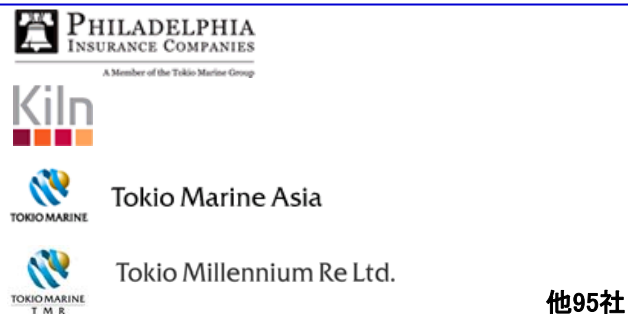 PHILADELPHIA
INSURANCE COMPANIES
A Member of the Tokio Marine Group
Kiln
TOKIO MARINE
Tokio Marine Asia
TOKIO MARINE
T M R
Tokio Millennium Re Ltd.
他95社